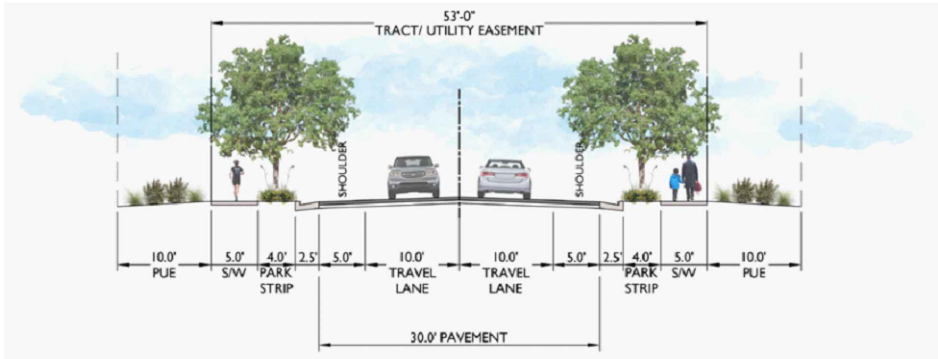 53'-0"
TRACT/ UTILITY EASEMENT
SHOULDER
SHOULDER
10.0' 5.0' 4.0' 2.5' 5.0' 10.0' 10.0' 5.0' 2.5' 4.0' 5.0' 10.0'
PUE S/W PARK TRAVEL TRAVEL PARK S/W PUE
STRIP LANE LANE STRIP
30.0' PAVEMENT